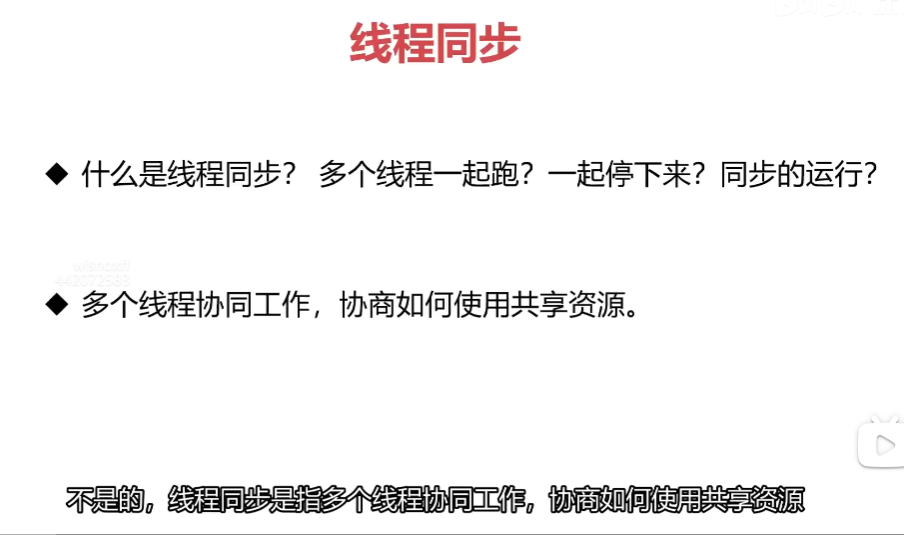 线程同步
◆ 什么是线程同步？ 多个线程一起跑？一起停下来？同步的运行？
◆ 多个线程协同工作，协商如何使用共享资源。
不是的，线程同步是指多个线程协同工作，协商如何使用共享资源